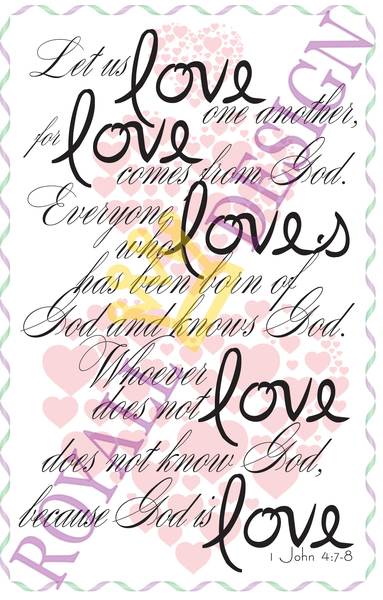 Let us love
one another,
for love
comes from God.
Everyone
who loves
has been born of
God and knows God.
Whoever
does not love
does not know God,
because God is love
1 John 4:7-8
ROYALL DESIGN